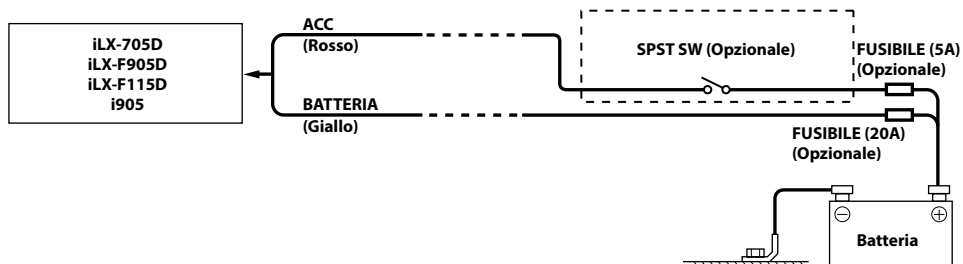 iLX-705D
iLX-F905D
iLX-F115D
i905
ACC
(Rosso)
BATTERIA
(Giallo)
SPST SW (Opzionale)
FUSIBILE (5A)
(Opzionale)
FUSIBILE (20A)
(Opzionale)
Batteria